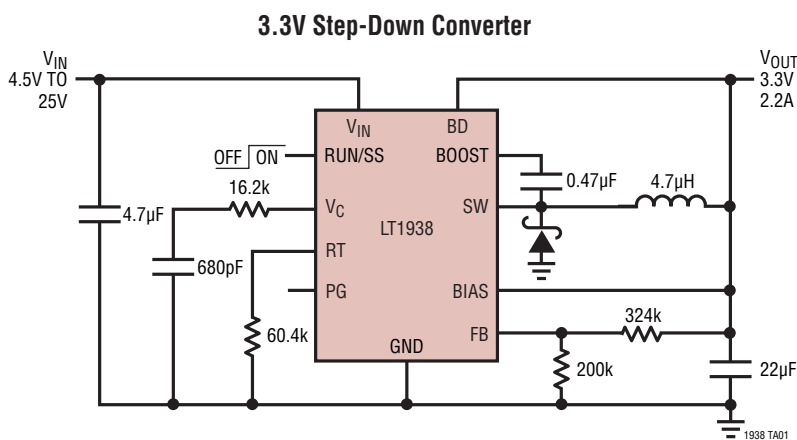 3.3V Step-Down Converter
VIN
4.5V TO
25V
VOUT
3.3V
2.2A
VIN
BD
OFF ON
RUN/SS
BOOST
0.47µF
4.7µH
16.2k
4.7µF
VC
SW
LT1938
680pF
RT
PG
BIAS
60.4k
324k
FB
GND
200k
22µF
1938 TA01